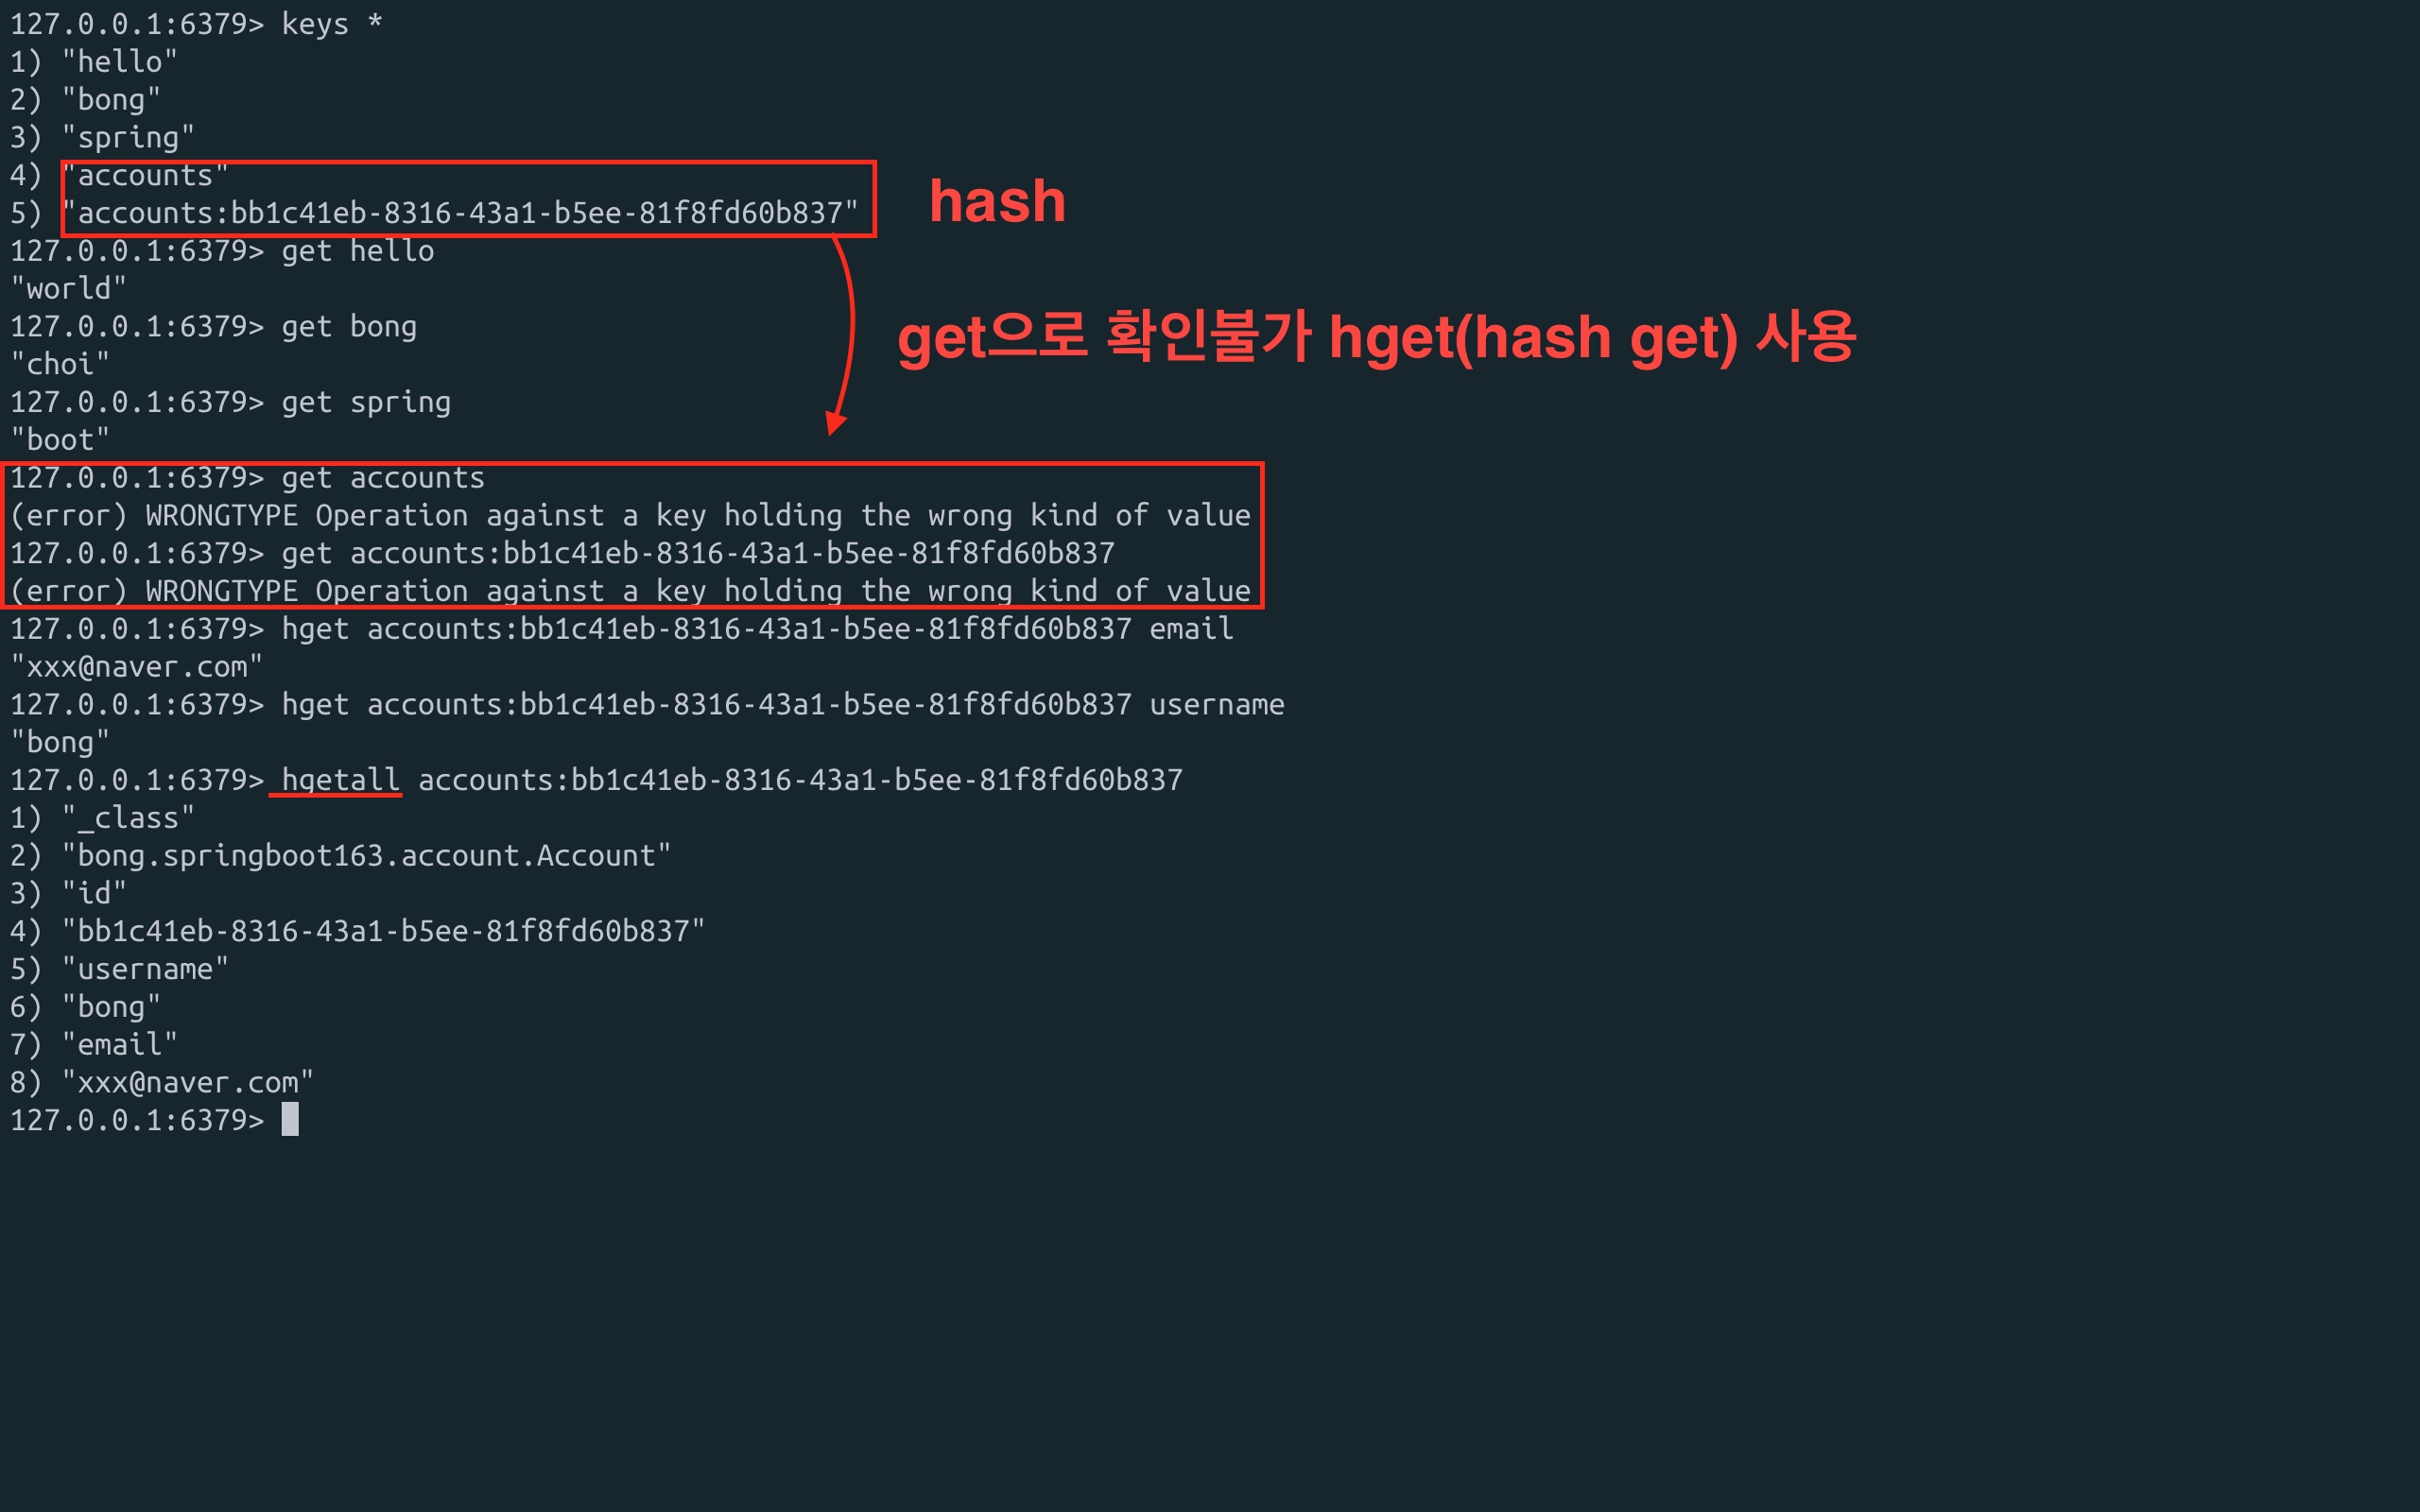 127.0.0.1:6379> keys *
1) "hello"
2) "bong"
3) "spring"
4) "accounts"
5) "accounts:bb1c41eb-8316-43a1-b5ee-81f8fd60b837"
hash
127.0.0.1:6379> get hello
"world"
127.0.0.1:6379> get bong
get으로 확인불가 hget(hash get) 사용
"choi"
127.0.0.1:6379> get spring
"boot"
127.0.0.1:6379> get accounts
(error) WRONGTYPE Operation against a key holding the wrong kind of value
127.0.0.1:6379> get accounts:bb1c41eb-8316-43a1-b5ee-81f8fd60b837
(error) WRONGTYPE Operation against a key holding the wrong kind of value
127.0.0.1:6379> hget accounts:bb1c41eb-8316-43a1-b5ee-81f8fd60b837 email
"xxx@naver.com"
127.0.0.1:6379> hget accounts:bb1c41eb-8316-43a1-b5ee-81f8fd60b837 username
"bong"
127.0.0.1:6379> hgetall accounts:bb1c41eb-8316-43a1-b5ee-81f8fd60b837
1) "_class"
2) "bong.springboot163.account.Account"
3) "id"
4) "bb1c41eb-8316-43a1-b5ee-81f8fd60b837"
5) "username"
6) "bong"
7) "email"
8) "xxx@naver.com"
127.0.0.1:6379>